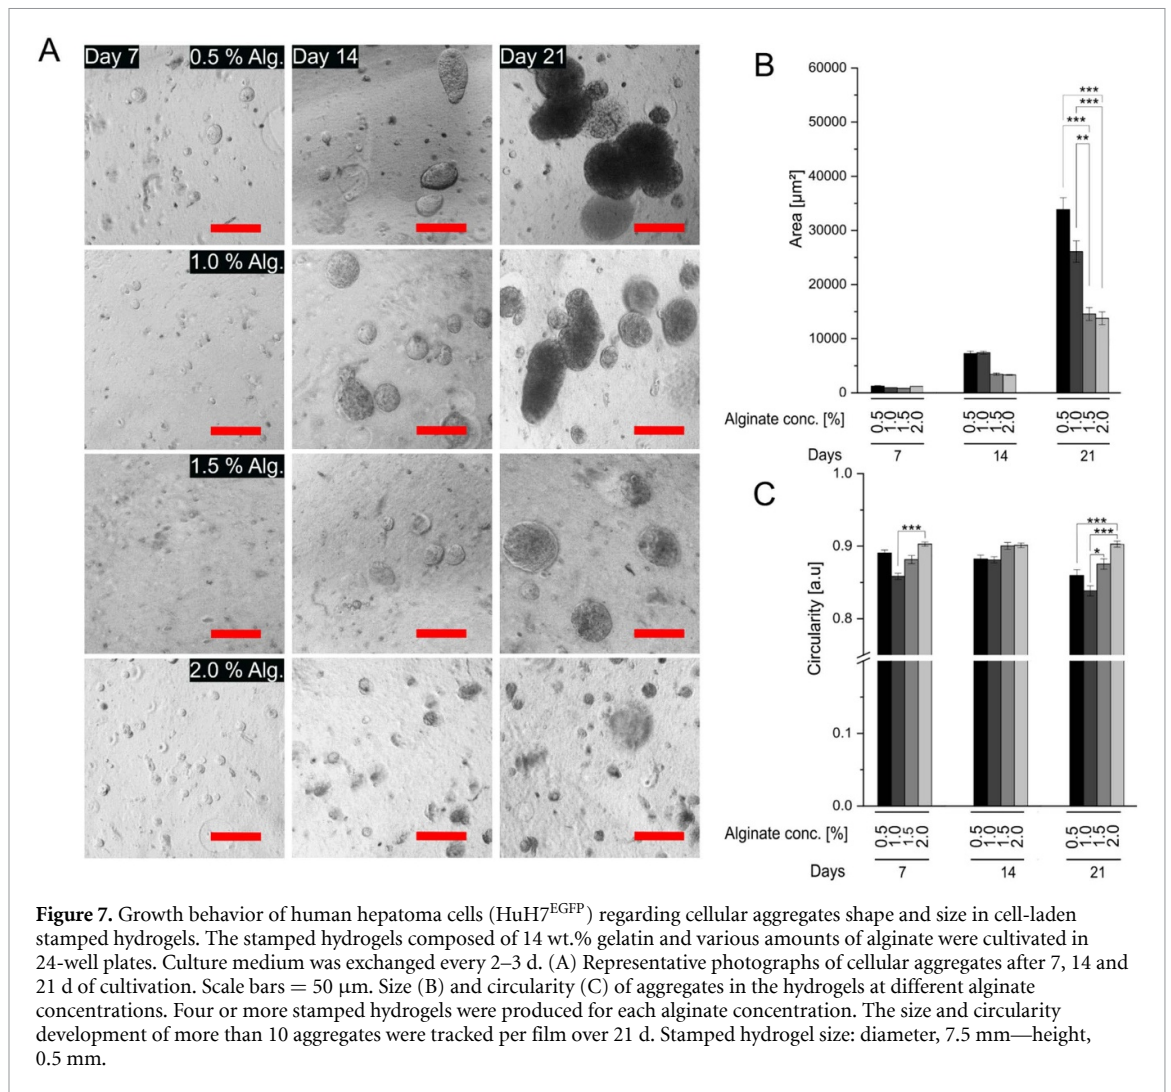 A
Day 7
0.5 % Alg.
Day 14
Day 21
1.0 % Alg.
1.5 % Alg.
2.0 % Alg.
B
60000
50000
40000
30000
20000
10000
0
Area [µm²]
***
***
***
**
Alginate conc. [%]
0.5 1.0 1.5 2.0 0.5 1.0 1.5 2.0 0.5 1.0 1.5 2.0
Days 7 14 21
C
1.0
0.9
0.8
0.1
0.0
Circularity [a.u]
***
***
***
*
Alginate conc. [%]
0.5 1.0 1.5 2.0 0.5 1.0 1.5 2.0 0.5 1.0 1.5 2.0
Days 7 14 21
Figure 7. Growth behavior of human hepatoma cells (HuH7EGFP) regarding cellular aggregates shape and size in cell-laden
stamped hydrogels. The stamped hydrogels composed of 14 wt.% gelatin and various amounts of alginate were cultivated in
24-well plates. Culture medium was exchanged every 2–3 d. (A) Representative photographs of cellular aggregates after 7, 14 and
21 d of cultivation. Scale bars = 50 μm. Size (B) and circularity (C) of aggregates in the hydrogels at different alginate
concentrations. Four or more stamped hydrogels were produced for each alginate concentration. The size and circularity
development of more than 10 aggregates were tracked per film over 21 d. Stamped hydrogel size: diameter, 7.5 mm—height,
0.5 mm.